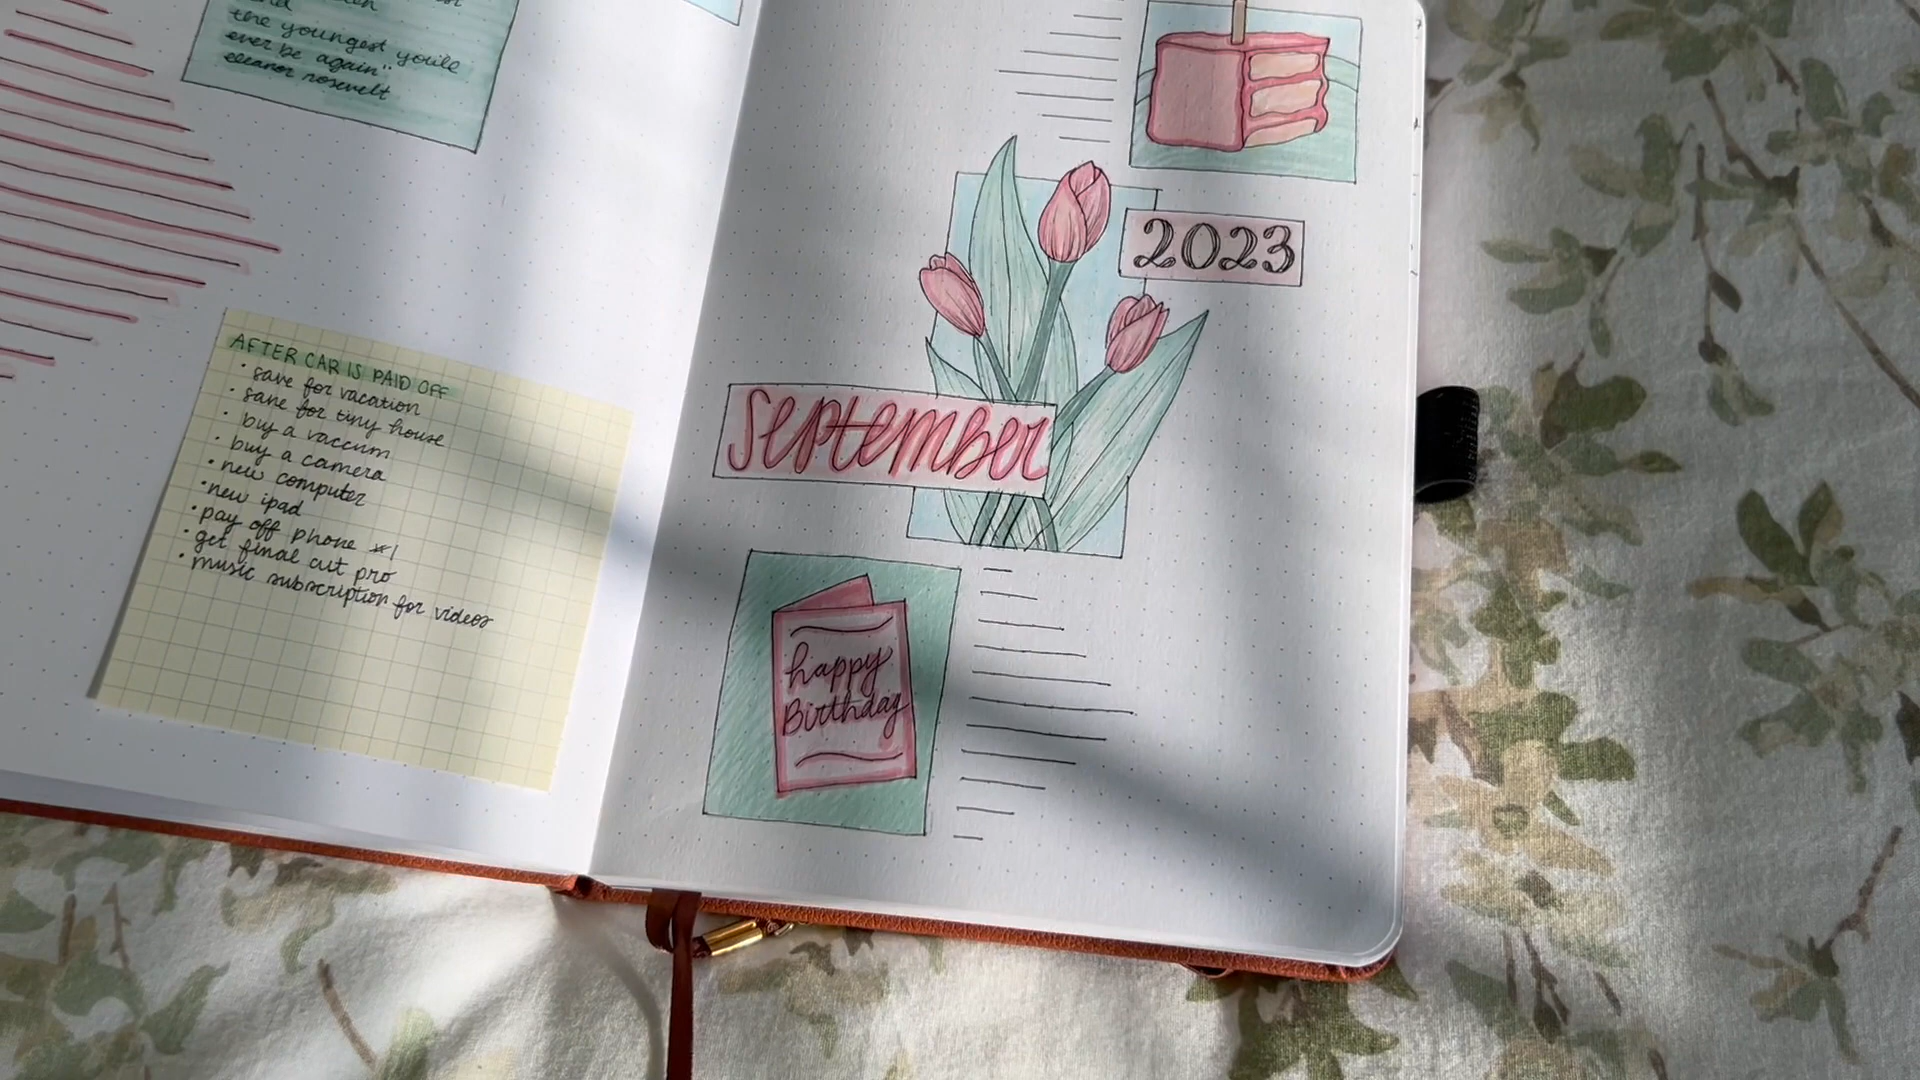 the youngest you'll
ever be again".
eleanor roosevelt
AFTER CAR IS PAID OFF
• save for vacation
• save for tiny house
• buy a vaccum
• buy a camera
• new computer
• new ipad
• pay off phone #1
• get final cut pro
• music subscription for videos
2023
September
happy
Birthday